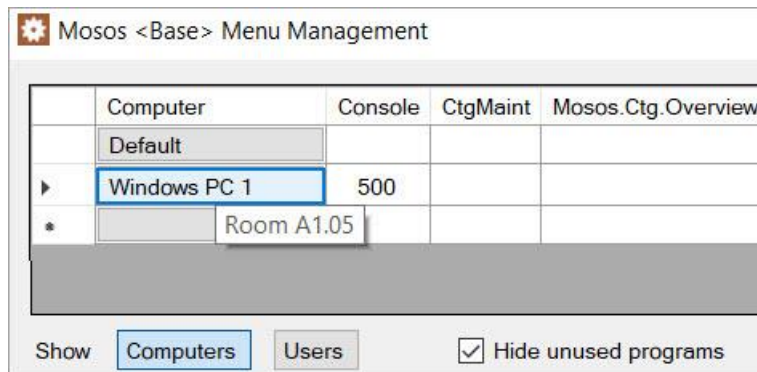 Mosos <Base> Menu Management
Computer Console CtgMaint Mosos.Ctg.Overview
Default
Windows PC 1 500
Room A1.05
Show Computers Users Hide unused programs